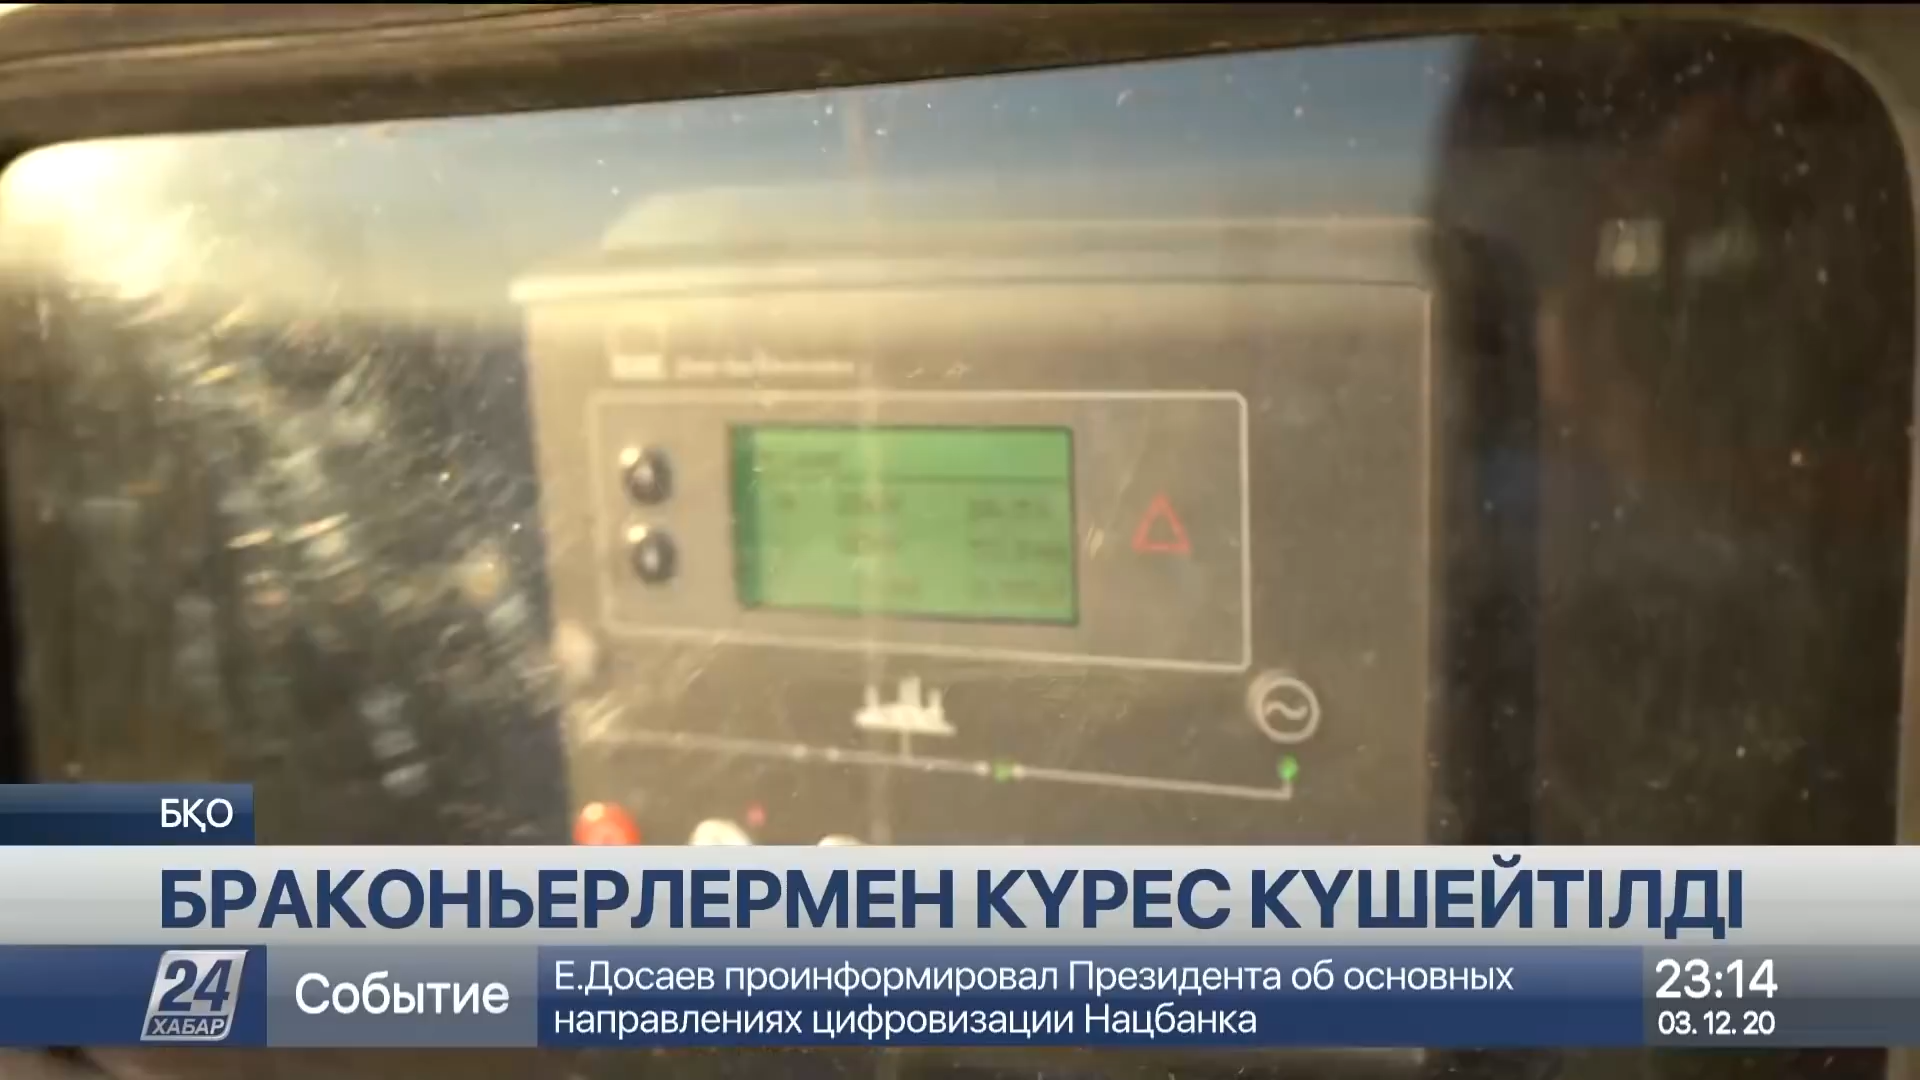 БҚО
БРАКОНЬЕРЛЕРМЕН КҮРЕС КҮШЕЙТІЛДІ
24
ХАБАР
Событие
Е.Досаев проинформировал Президента об основных
направлениях цифровизации Нацбанка
23:14
03. 12. 20